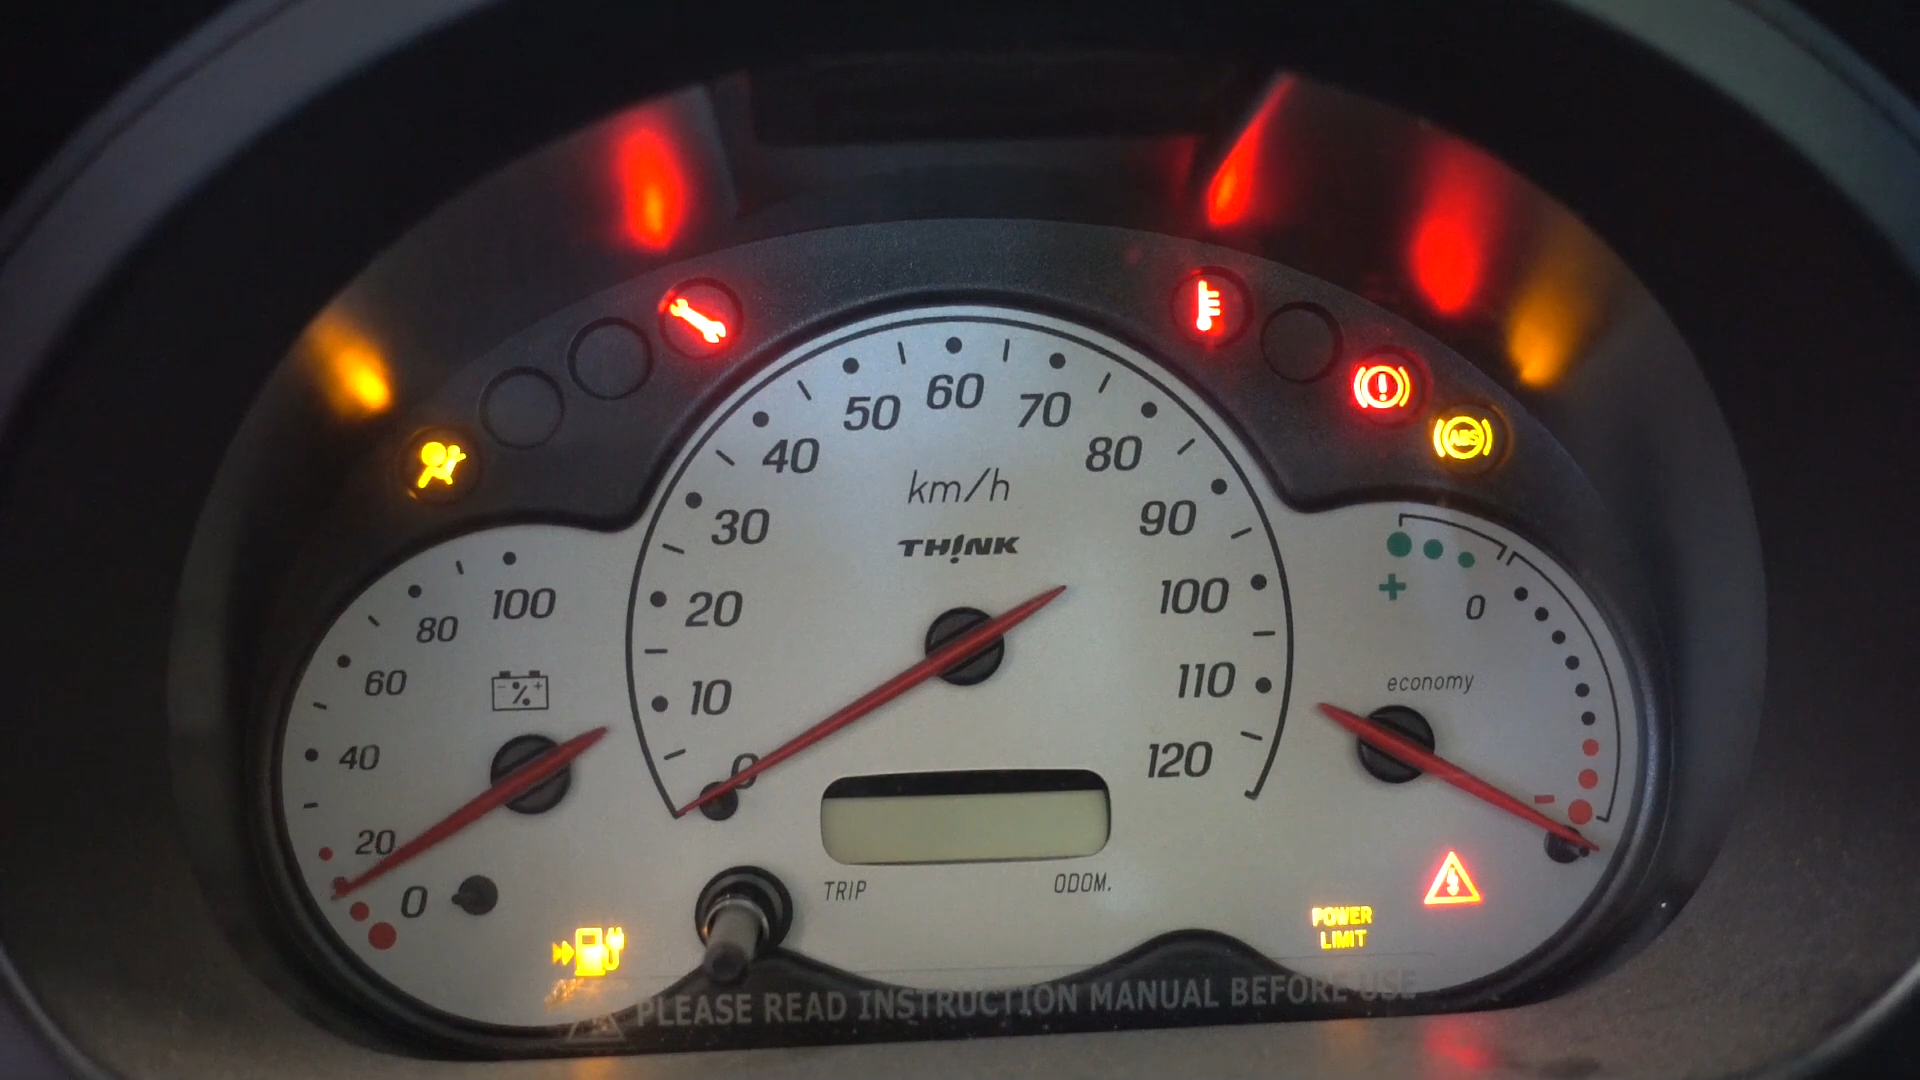 60
50
70
40
80
km/h
30
90
TH!NK
ABS
100
20
100
0
80
60
economy
10
110
40
0
120
20
0
TRIP
ODOM.
POWER
LIMIT
PLEASE READ INSTRUCTION MANUAL BEFORE USE